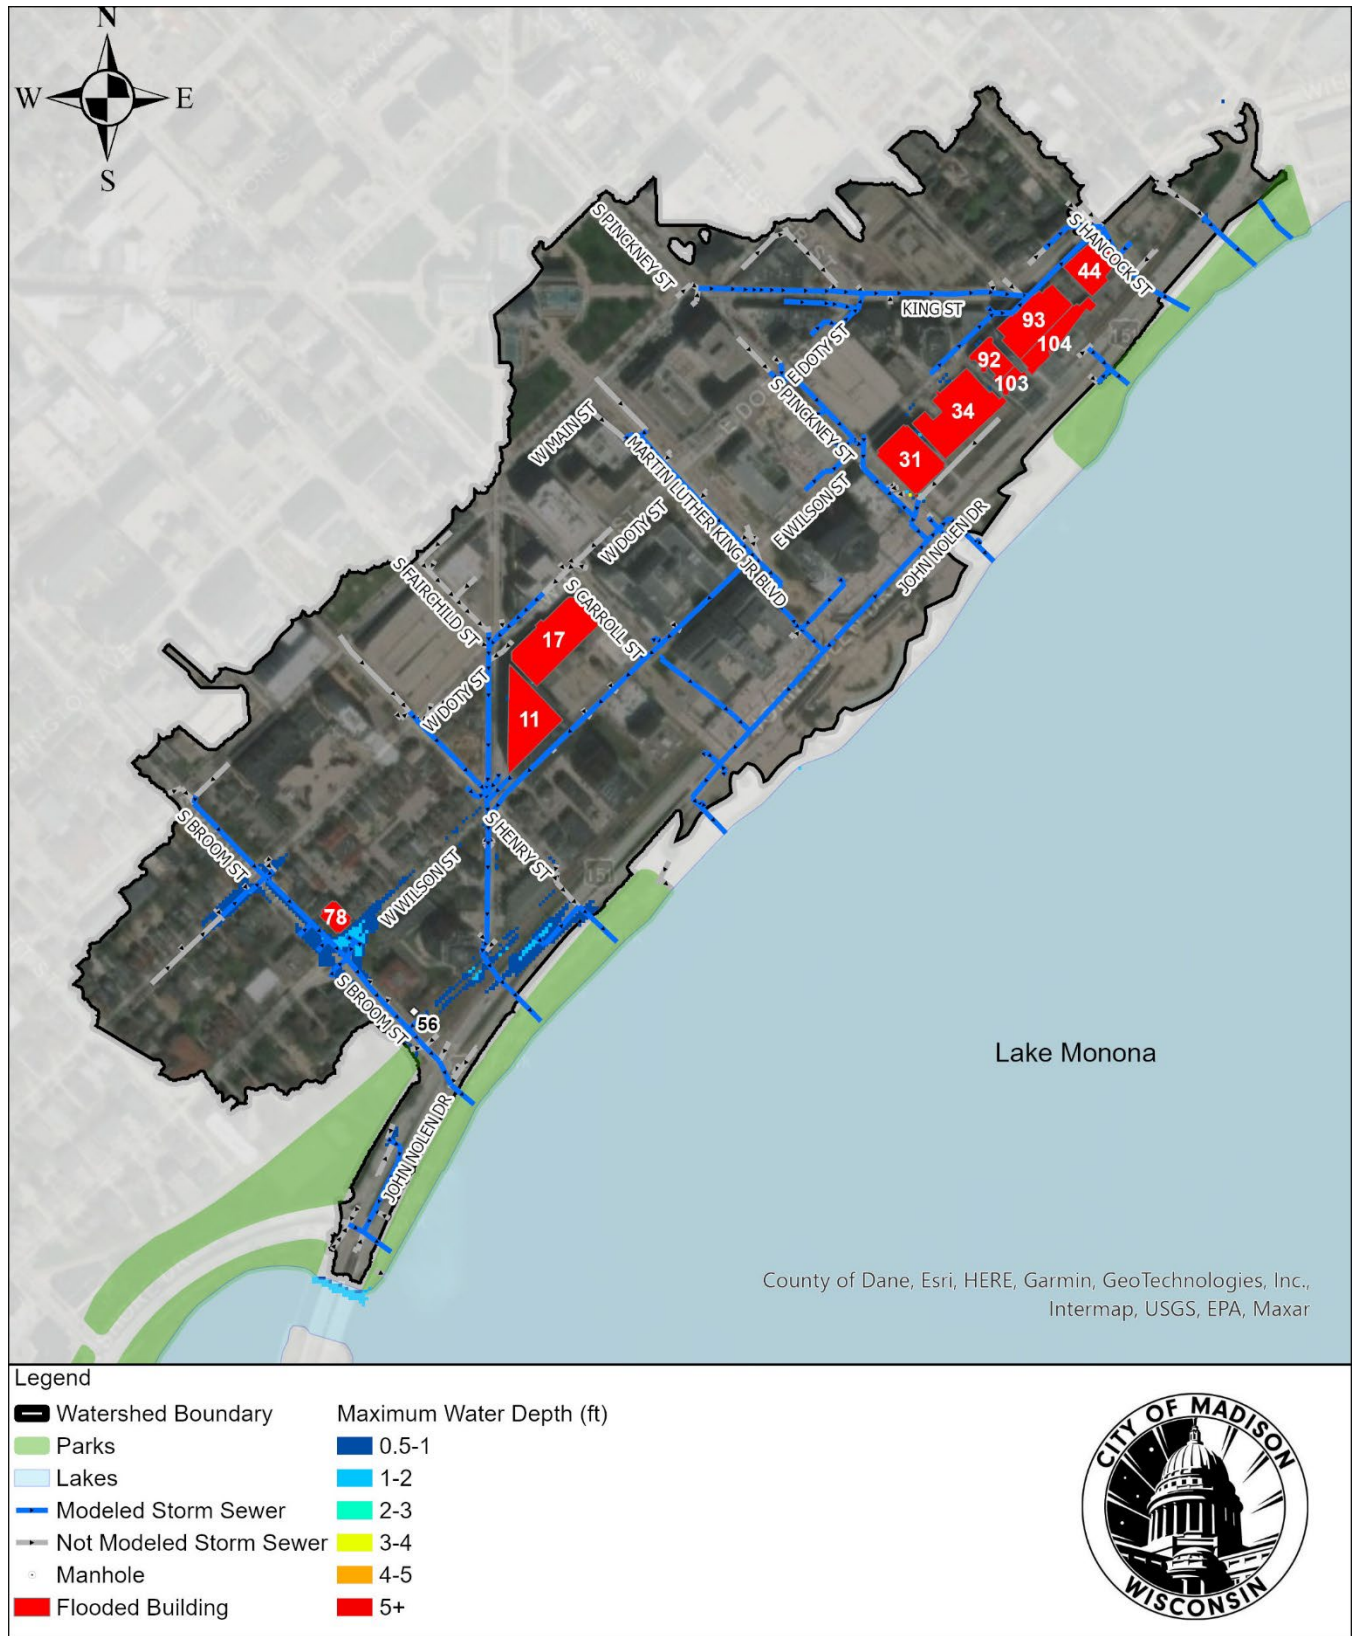 N
W
E
S
S PINCKNEY ST
S HANCOCK ST
44
KING ST
93
104
151
E DOTY ST
92
103
S PINCKNEY ST
34
W MAIN ST
31
MARTIN LUTHER KING JR BLVD
E WILSON ST
W DOTY ST
JOHN NOLEN DR
S FAIRCHILD ST
S CARROLL ST
17
W DOTY ST
11
S BROOM ST
S HENRY ST
151
W WILSON ST
78
S BROOM ST
56
Lake Monona
JOHN NOLEN DR
County of Dane, Esri, HERE, Garmin, GeoTechnologies, Inc.,
Intermap, USGS, EPA, Maxar
Legend
Watershed Boundary
Parks
Lakes
Modeled Storm Sewer
Not Modeled Storm Sewer
Manhole
Flooded Building
Maximum Water Depth (ft)
0.5-1
1-2
2-3
3-4
4-5
5+
CITY OF MADISON
WISCONSIN